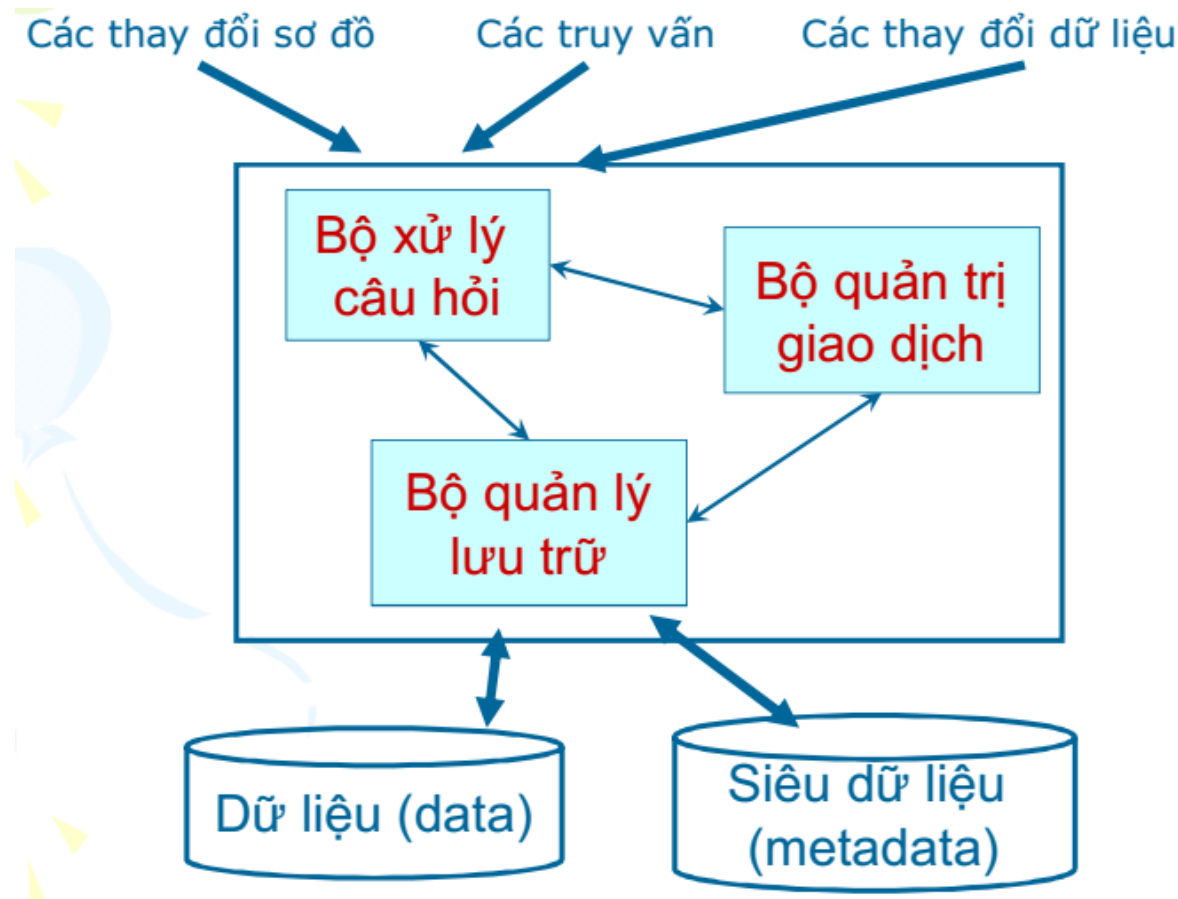 Các thay đổi sơ đồ
Các truy vấn
Các thay đổi dữ liệu
Bộ xử lý
câu hỏi
Bộ quản trị
giao dịch
Bộ quản lý
lưu trữ
Dữ liệu (data)
Siêu dữ liệu
(metadata)